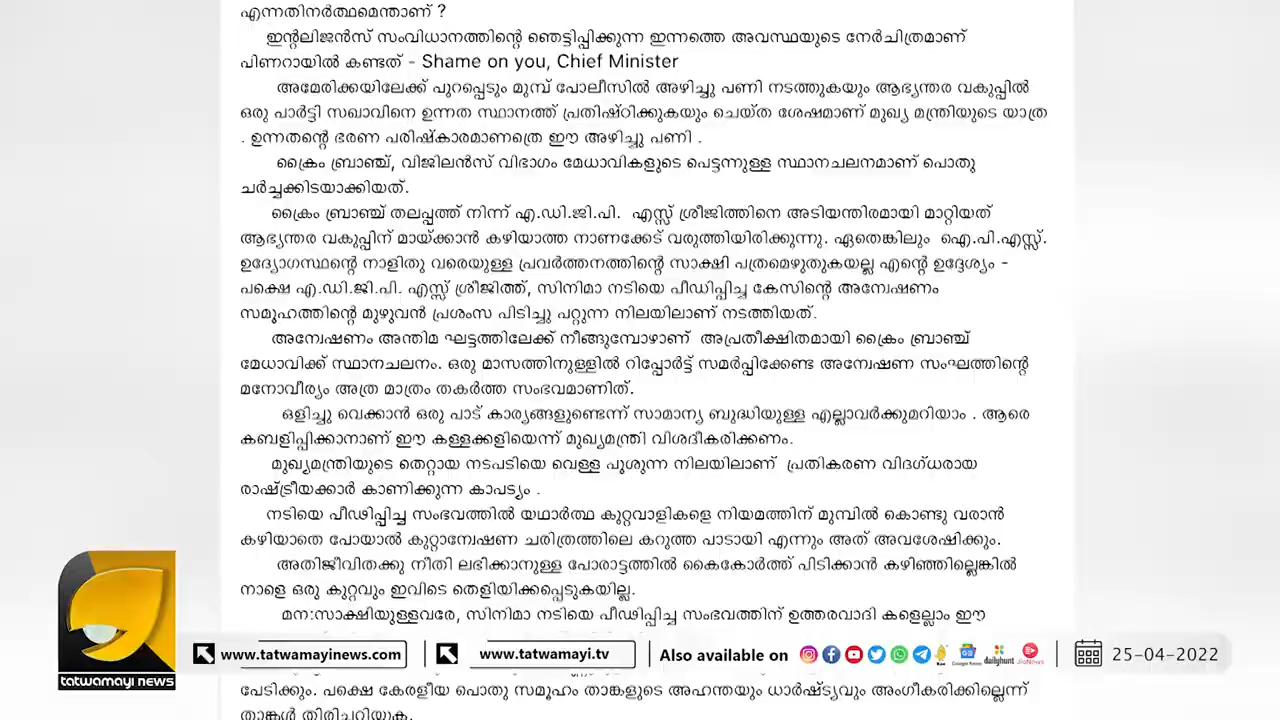 എന്നതിനർത്ഥമെന്താണ് ?
ഇന്റലിജൻസ് സംവിധാനത്തിന്റെ ഞെട്ടിപ്പിക്കുന്ന ഇന്നത്തെ അവസ്ഥയുടെ നേർചിത്രമാണ്
പിണറായിൽ കണ്ടത് - Shame on you, Chief Minister
അമേരിക്കയിലേക്ക് പുറപ്പെടും മുമ്പ് പോലീസിൽ അഴിച്ചു പണി നടത്തുകയും ആഭ്യന്തര വകുപ്പിൽ
ഒരു പാർട്ടി സഖാവിനെ ഉന്നത സ്ഥാനത്ത് പ്രതിഷ്ഠിക്കുകയും ചെയ്ത ശേഷമാണ് മുഖ്യ മന്ത്രിയുടെ യാത്ര
. ഉന്നതന്റെ ഭരണ പരിഷ്കാരമാണത്രെ ഈ അഴിച്ചു പണി .
ക്രൈം ബ്രാഞ്ച്, വിജിലൻസ് വിഭാഗം മേധാവികളുടെ പെട്ടന്നുള്ള സ്ഥാനചലനമാണ് പൊതു
ചർച്ചക്കിടയാക്കിയത്.
ക്രൈം ബ്രാഞ്ച് തലപ്പത്ത് നിന്ന് എ.ഡി.ജി.പി. എസ്സ് ശ്രീജിത്തിനെ അടിയന്തിരമായി മാറ്റിയത്
ആഭ്യന്തര വകുപ്പിന് മായ്ക്കാൻ കഴിയാത്ത നാണക്കേട് വരുത്തിയിരിക്കുന്നു. ഏതെങ്കിലും ഐ.പി.എസ്സ്.
ഉദ്യോഗസ്ഥന്റെ നാളിതു വരെയുള്ള പ്രവർത്തനത്തിന്റെ സാക്ഷി പത്രമെഴുതുകയല്ല എന്റെ ഉദ്ദേശ്യം -
പക്ഷെ എ.ഡി.ജി.പി. എസ്സ് ശ്രീജിത്ത്, സിനിമാ നടിയെ പീഡിപ്പിച്ച കേസിന്റെ അന്വേഷണം
സമൂഹത്തിന്റെ മുഴുവൻ പ്രശംസ പിടിച്ചു പറ്റുന്ന നിലയിലാണ് നടത്തിയത്.
അന്വേഷണം അന്തിമ ഘട്ടത്തിലേക്ക് നീങ്ങുമ്പോഴാണ് അപ്രതീക്ഷിതമായി ക്രൈം ബ്രാഞ്ച്
മേധാവിക്ക് സ്ഥാനചലനം. ഒരു മാസത്തിനുള്ളിൽ റിപ്പോർട്ട് സമർപ്പിക്കേണ്ട അന്വേഷണ സംഘത്തിന്റെ
മനോവീര്യം അത്ര മാത്രം തകർത്ത സംഭവമാണിത്.
ഒളിച്ചു വെക്കാൻ ഒരു പാട് കാര്യങ്ങളുണ്ടെന്ന് സാമാന്യ ബുദ്ധിയുള്ള എല്ലാവർക്കുമറിയാം . ആരെ
കബളിപ്പിക്കാനാണ് ഈ കള്ളക്കളിയെന്ന് മുഖ്യമന്ത്രി വിശദീകരിക്കണം.
മുഖ്യമന്ത്രിയുടെ തെറ്റായ നടപടിയെ വെള്ള പൂശുന്ന നിലയിലാണ് പ്രതികരണ വിദഗ്ധരായ
രാഷ്ട്രീയക്കാർ കാണിക്കുന്ന കാപട്യം .
നടിയെ പീഢിപ്പിച്ച സംഭവത്തിൽ യഥാർത്ഥ കുറ്റവാളികളെ നിയമത്തിന് മുമ്പിൽ കൊണ്ടു വരാൻ
കഴിയാതെ പോയാൽ കുറ്റാന്വേഷണ ചരിത്രത്തിലെ കറുത്ത പാടായി എന്നും അത് അവശേഷിക്കും.
അതിജീവിതക്കു നീതി ലഭിക്കാനുള്ള പോരാട്ടത്തിൽ കൈകോർത്ത് പിടിക്കാൻ കഴിഞ്ഞില്ലെങ്കിൽ
നാളെ ഒരു കുറ്റവും ഇവിടെ തെളിയിക്കപ്പെടുകയില്ല.
മന:സാക്ഷിയുള്ളവരേ, സിനിമാ നടിയെ പീഢിപ്പിച്ച സംഭവത്തിന് ഉത്തരവാദി കളെല്ലാം ഈ
tatwamayi news
www.tatwamayinews.com
www.tatwamayi.tv
Also available on
Koo
Google News
dailyhunt
JioNews
25-04-2022
പേടിക്കും. പക്ഷെ കേരളീയ പൊതു സമൂഹം താങ്കളുടെ അഹന്തയും ധാർഷ്ട്യവും അംഗീകരിക്കില്ലെന്ന്
താങ്കൾ തിരിച്ചറിയുക.